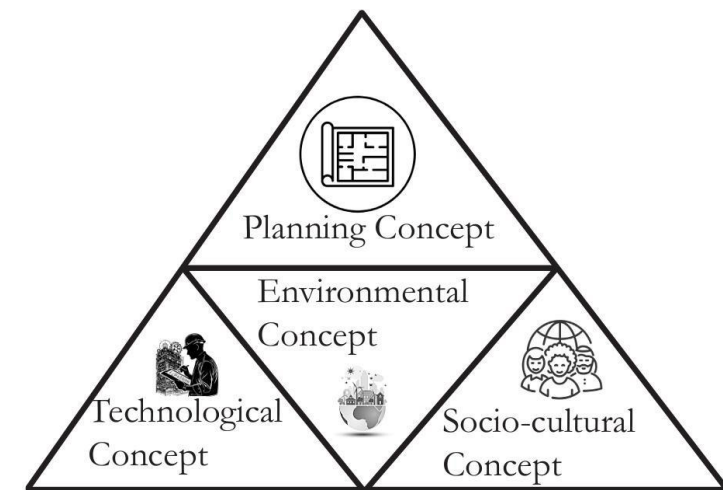 Planning Concept
Environmental
Concept
Technological
Concept
Socio-cultural
Concept